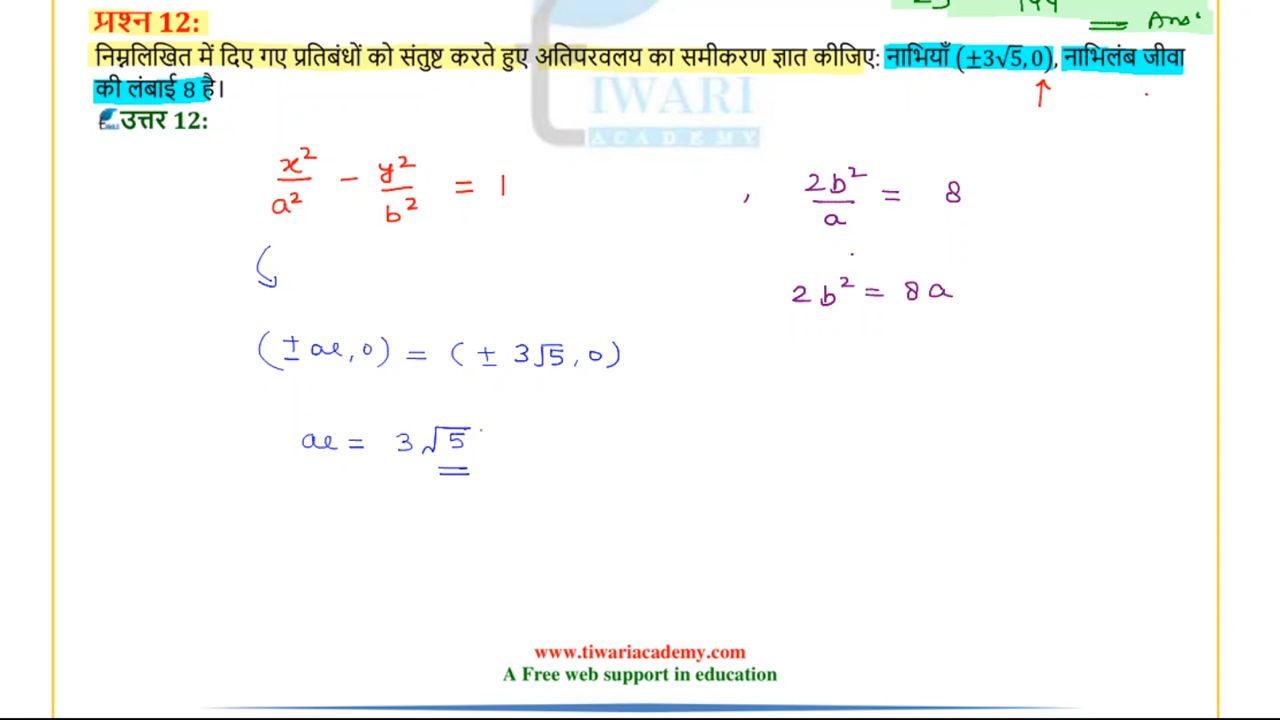 प्रश्न 12:
= Ans.
निम्नलिखित में दिए गए प्रतिबंधों को संतुष्ट करते हुए अतिपरवलय का समीकरण ज्ञात कीजिए: नाभियाँ (±3√5, 0), नाभिलंब जीवा
की लंबाई 8 है।
IWARI
ACADEMY
उत्तर 12:
x²/a² - y²/b² = 1 , 2b²/a = 8
2b² = 8a
(± ae, 0) = (± 3√5, 0)
ae = 3√5
www.tiwariacademy.com
A Free web support in education